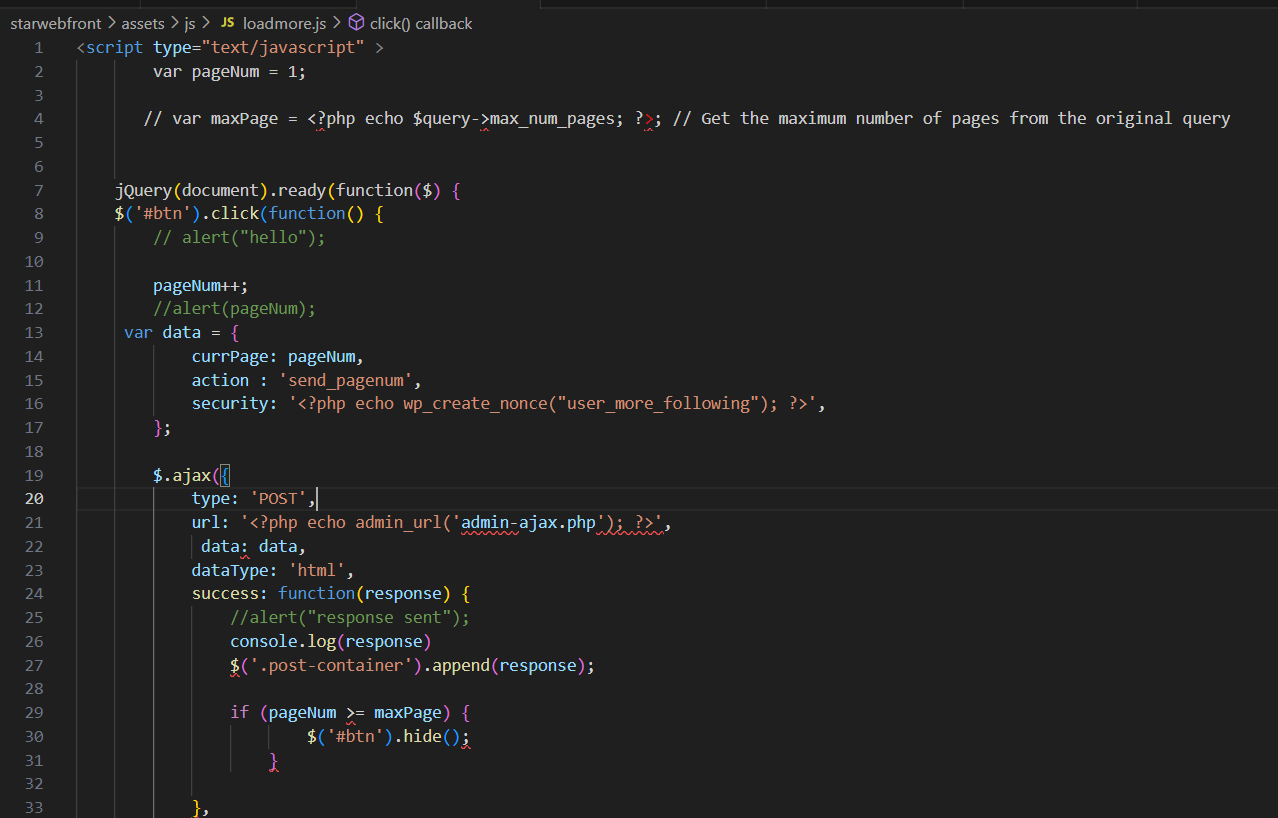 starwebfront > assets > js > JS loadmore.js > click() callback
1 <script type="text/javascript" >
2 var pageNum = 1;
3
4 // var maxPage = <?php echo $query->max_num_pages; ?>; // Get the maximum number of pages from the original query
5
6
7 jQuery(document).ready(function($) {
8 $('#btn').click(function() {
9 // alert("hello");
10
11 pageNum++;
12 //alert(pageNum);
13 var data = {
14 currPage: pageNum,
15 action : 'send_pagenum',
16 security: '<?php echo wp_create_nonce("user_more_following"); ?>',
17 };
18
19 $.ajax({
20 type: 'POST',
21 url: '<?php echo admin_url('admin-ajax.php'); ?>',
22 data: data,
23 dataType: 'html',
24 success: function(response) {
25 //alert("response sent");
26 console.log(response)
27 $('.post-container').append(response);
28
29 if (pageNum >= maxPage) {
30 $('#btn').hide();
31 }
32
33 },